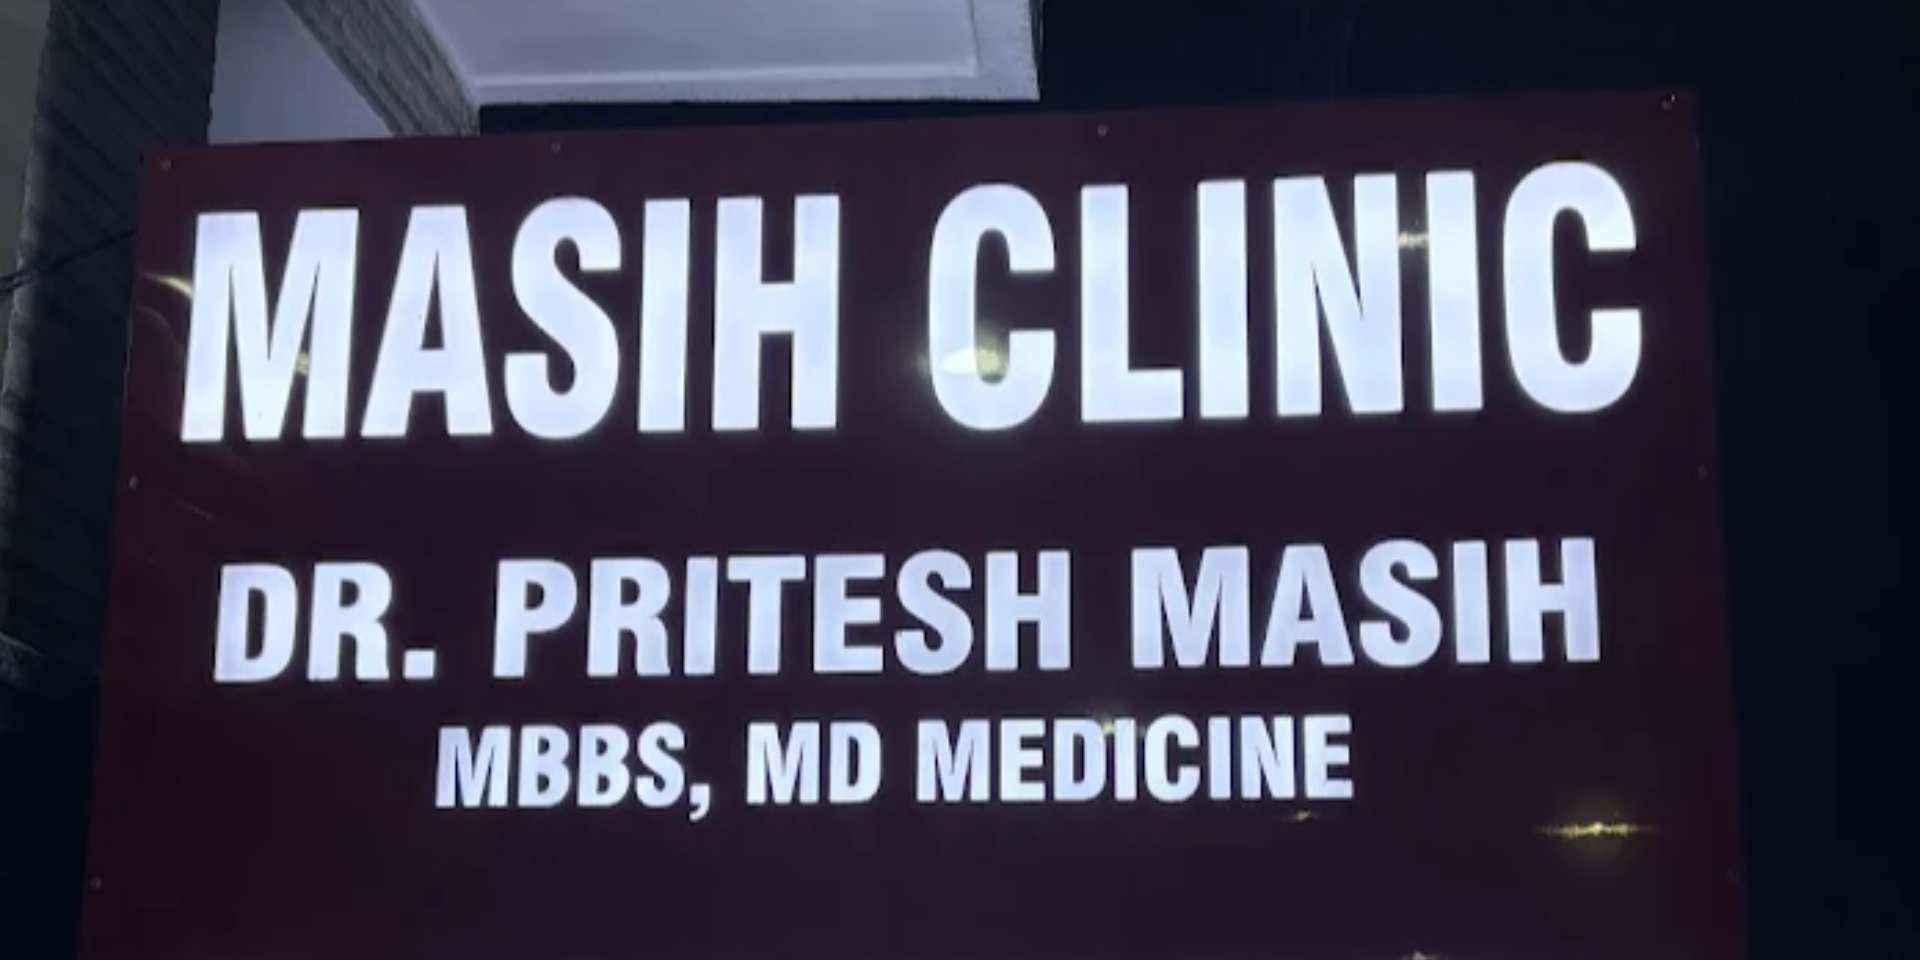 MASIH CLINIC
DR. PRITESH MASIH
MBBS, MD MEDICINE